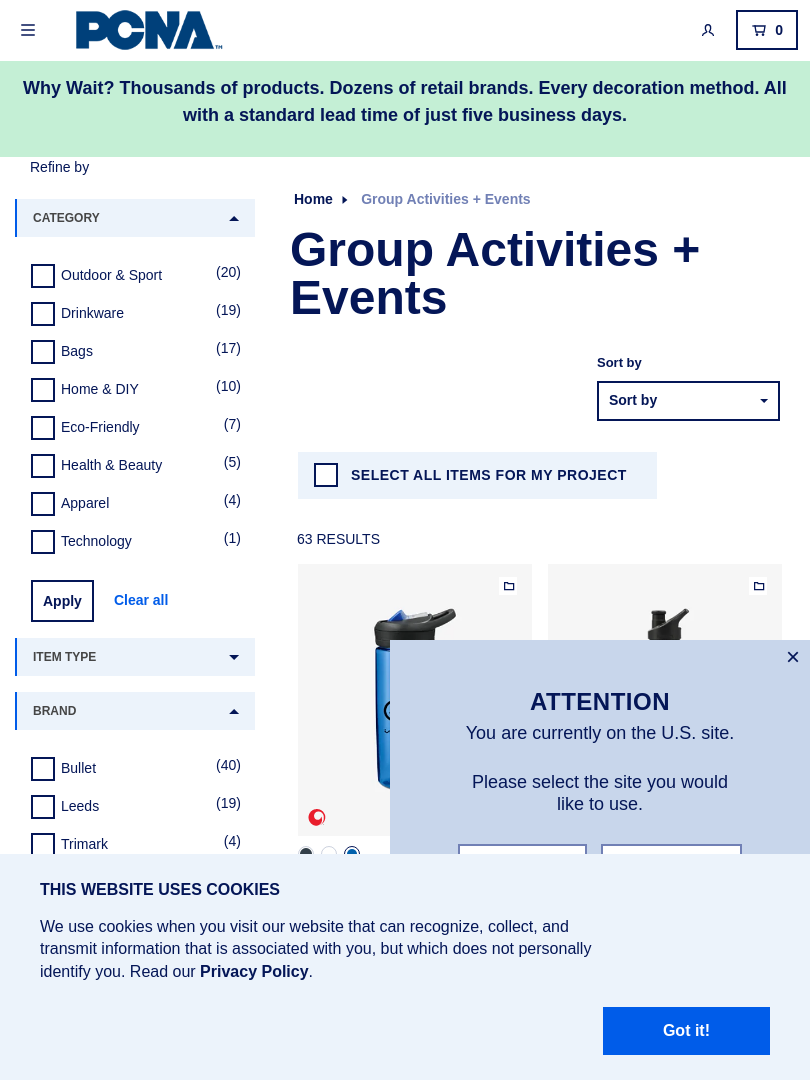 PCNA™
0
Why Wait? Thousands of products. Dozens of retail brands. Every decoration method. All
with a standard lead time of just five business days.
Refine by
CATEGORY
Outdoor & Sport (20)
Drinkware (19)
Bags (17)
Home & DIY (10)
Eco-Friendly (7)
Health & Beauty (5)
Apparel (4)
Technology (1)
Apply Clear all
ITEM TYPE
BRAND
Bullet (40)
Leeds (19)
Trimark (4)
Home Group Activities + Events
Group Activities +
Events
Sort by
Sort by
SELECT ALL ITEMS FOR MY PROJECT
63 RESULTS
ATTENTION
You are currently on the U.S. site.
Please select the site you would
like to use.
THIS WEBSITE USES COOKIES
We use cookies when you visit our website that can recognize, collect, and
transmit information that is associated with you, but which does not personally
identify you. Read our Privacy Policy.
Got it!